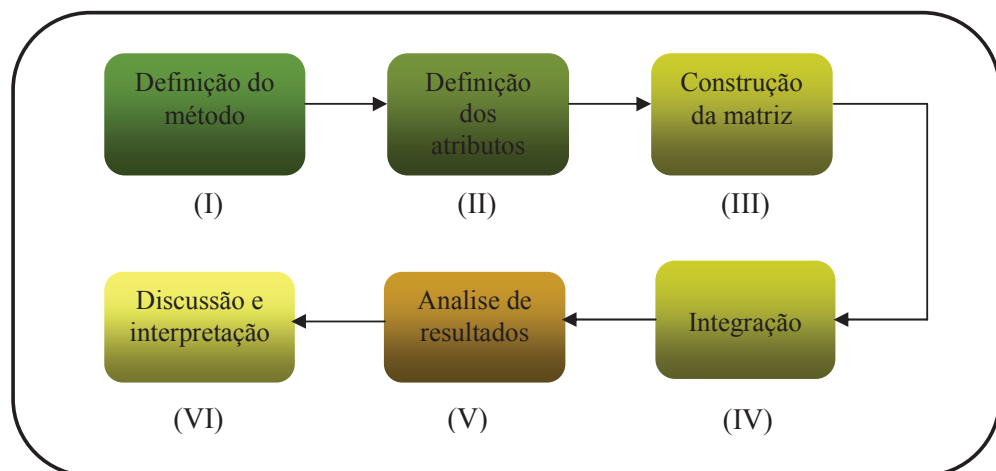 Definição do
método
(I)
Definição
dos
atributos
(II)
Construção
da matriz
(III)
Integração
(IV)
Analise de
resultados
(V)
Discussão e
interpretação
(VI)